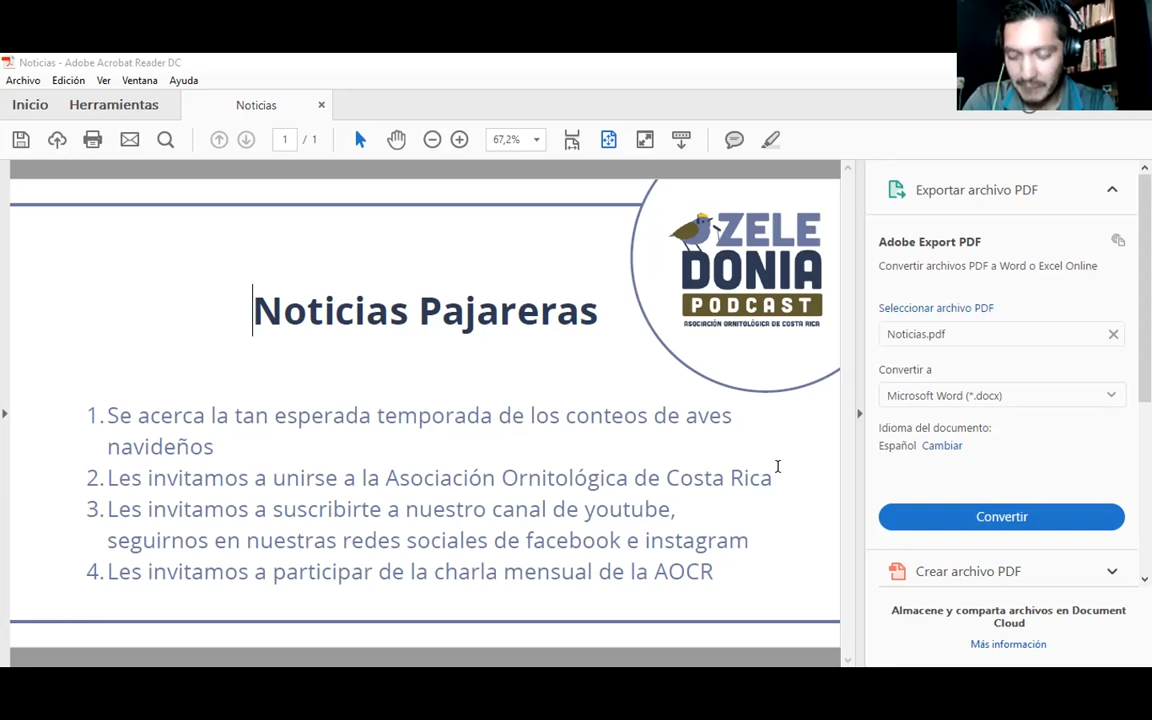 Noticias - Adobe Acrobat Reader DC
Archivo Edición Ver Ventana Ayuda
Inicio Herramientas Noticias ×
1 / 1 67,2%
ZELE
DONIA
PODCAST
ASOCIACIÓN ORNITOLÓGICA DE COSTA RICA
Noticias Pajareras
1. Se acerca la tan esperada temporada de los conteos de aves
navideños
2. Les invitamos a unirse a la Asociación Ornitológica de Costa Rica
3. Les invitamos a suscribirte a nuestro canal de youtube,
seguirnos en nuestras redes sociales de facebook e instagram
4. Les invitamos a participar de la charla mensual de la AOCR
Exportar archivo PDF
Adobe Export PDF
Convertir archivos PDF a Word o Excel Online
Seleccionar archivo PDF
Noticias.pdf
Convertir a
Microsoft Word (*.docx)
Idioma del documento:
Español Cambiar
Convertir
Crear archivo PDF
Almacene y comparta archivos en Document
Cloud
Más información